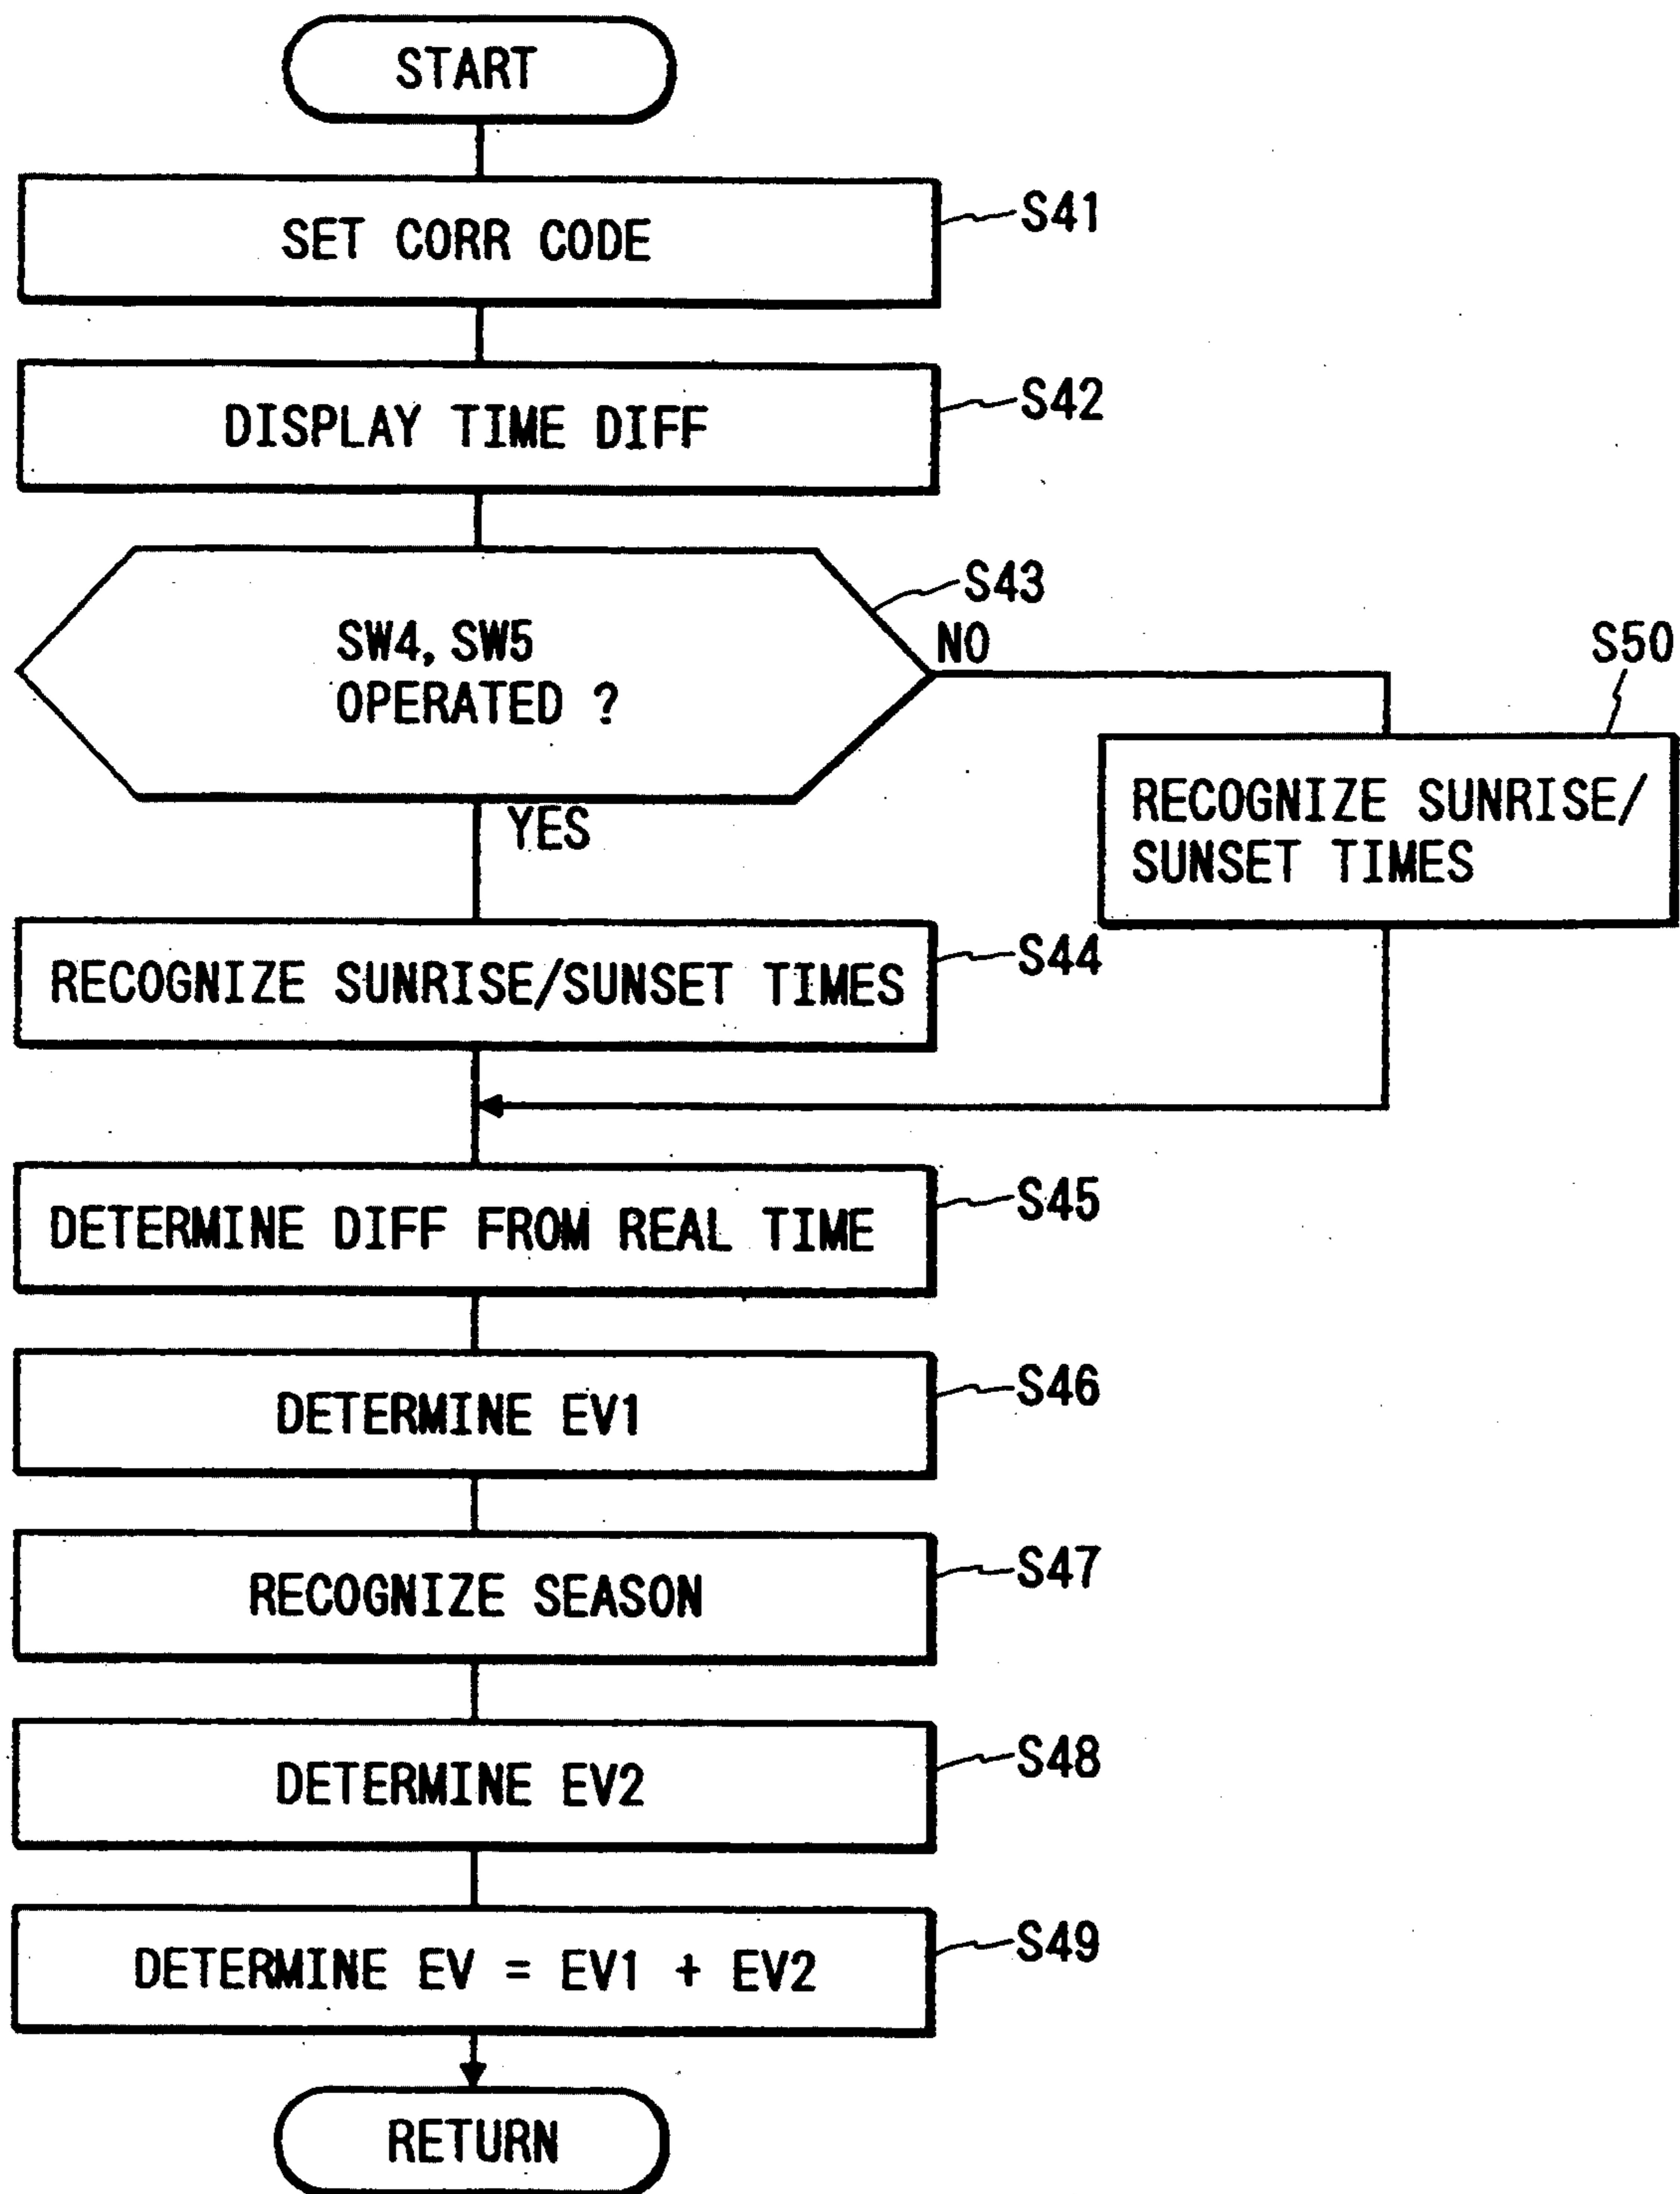 START
SET CORR CODE
S41
DISPLAY TIME DIFF
S42
SW4, SW5
OPERATED ?
S43
NO
YES
S50
RECOGNIZE SUNRISE/
SUNSET TIMES
RECOGNIZE SUNRISE/SUNSET TIMES
S44
DETERMINE DIFF FROM REAL TIME
S45
DETERMINE EV1
S46
RECOGNIZE SEASON
S47
DETERMINE EV2
S48
DETERMINE EV = EV1 + EV2
S49
RETURN